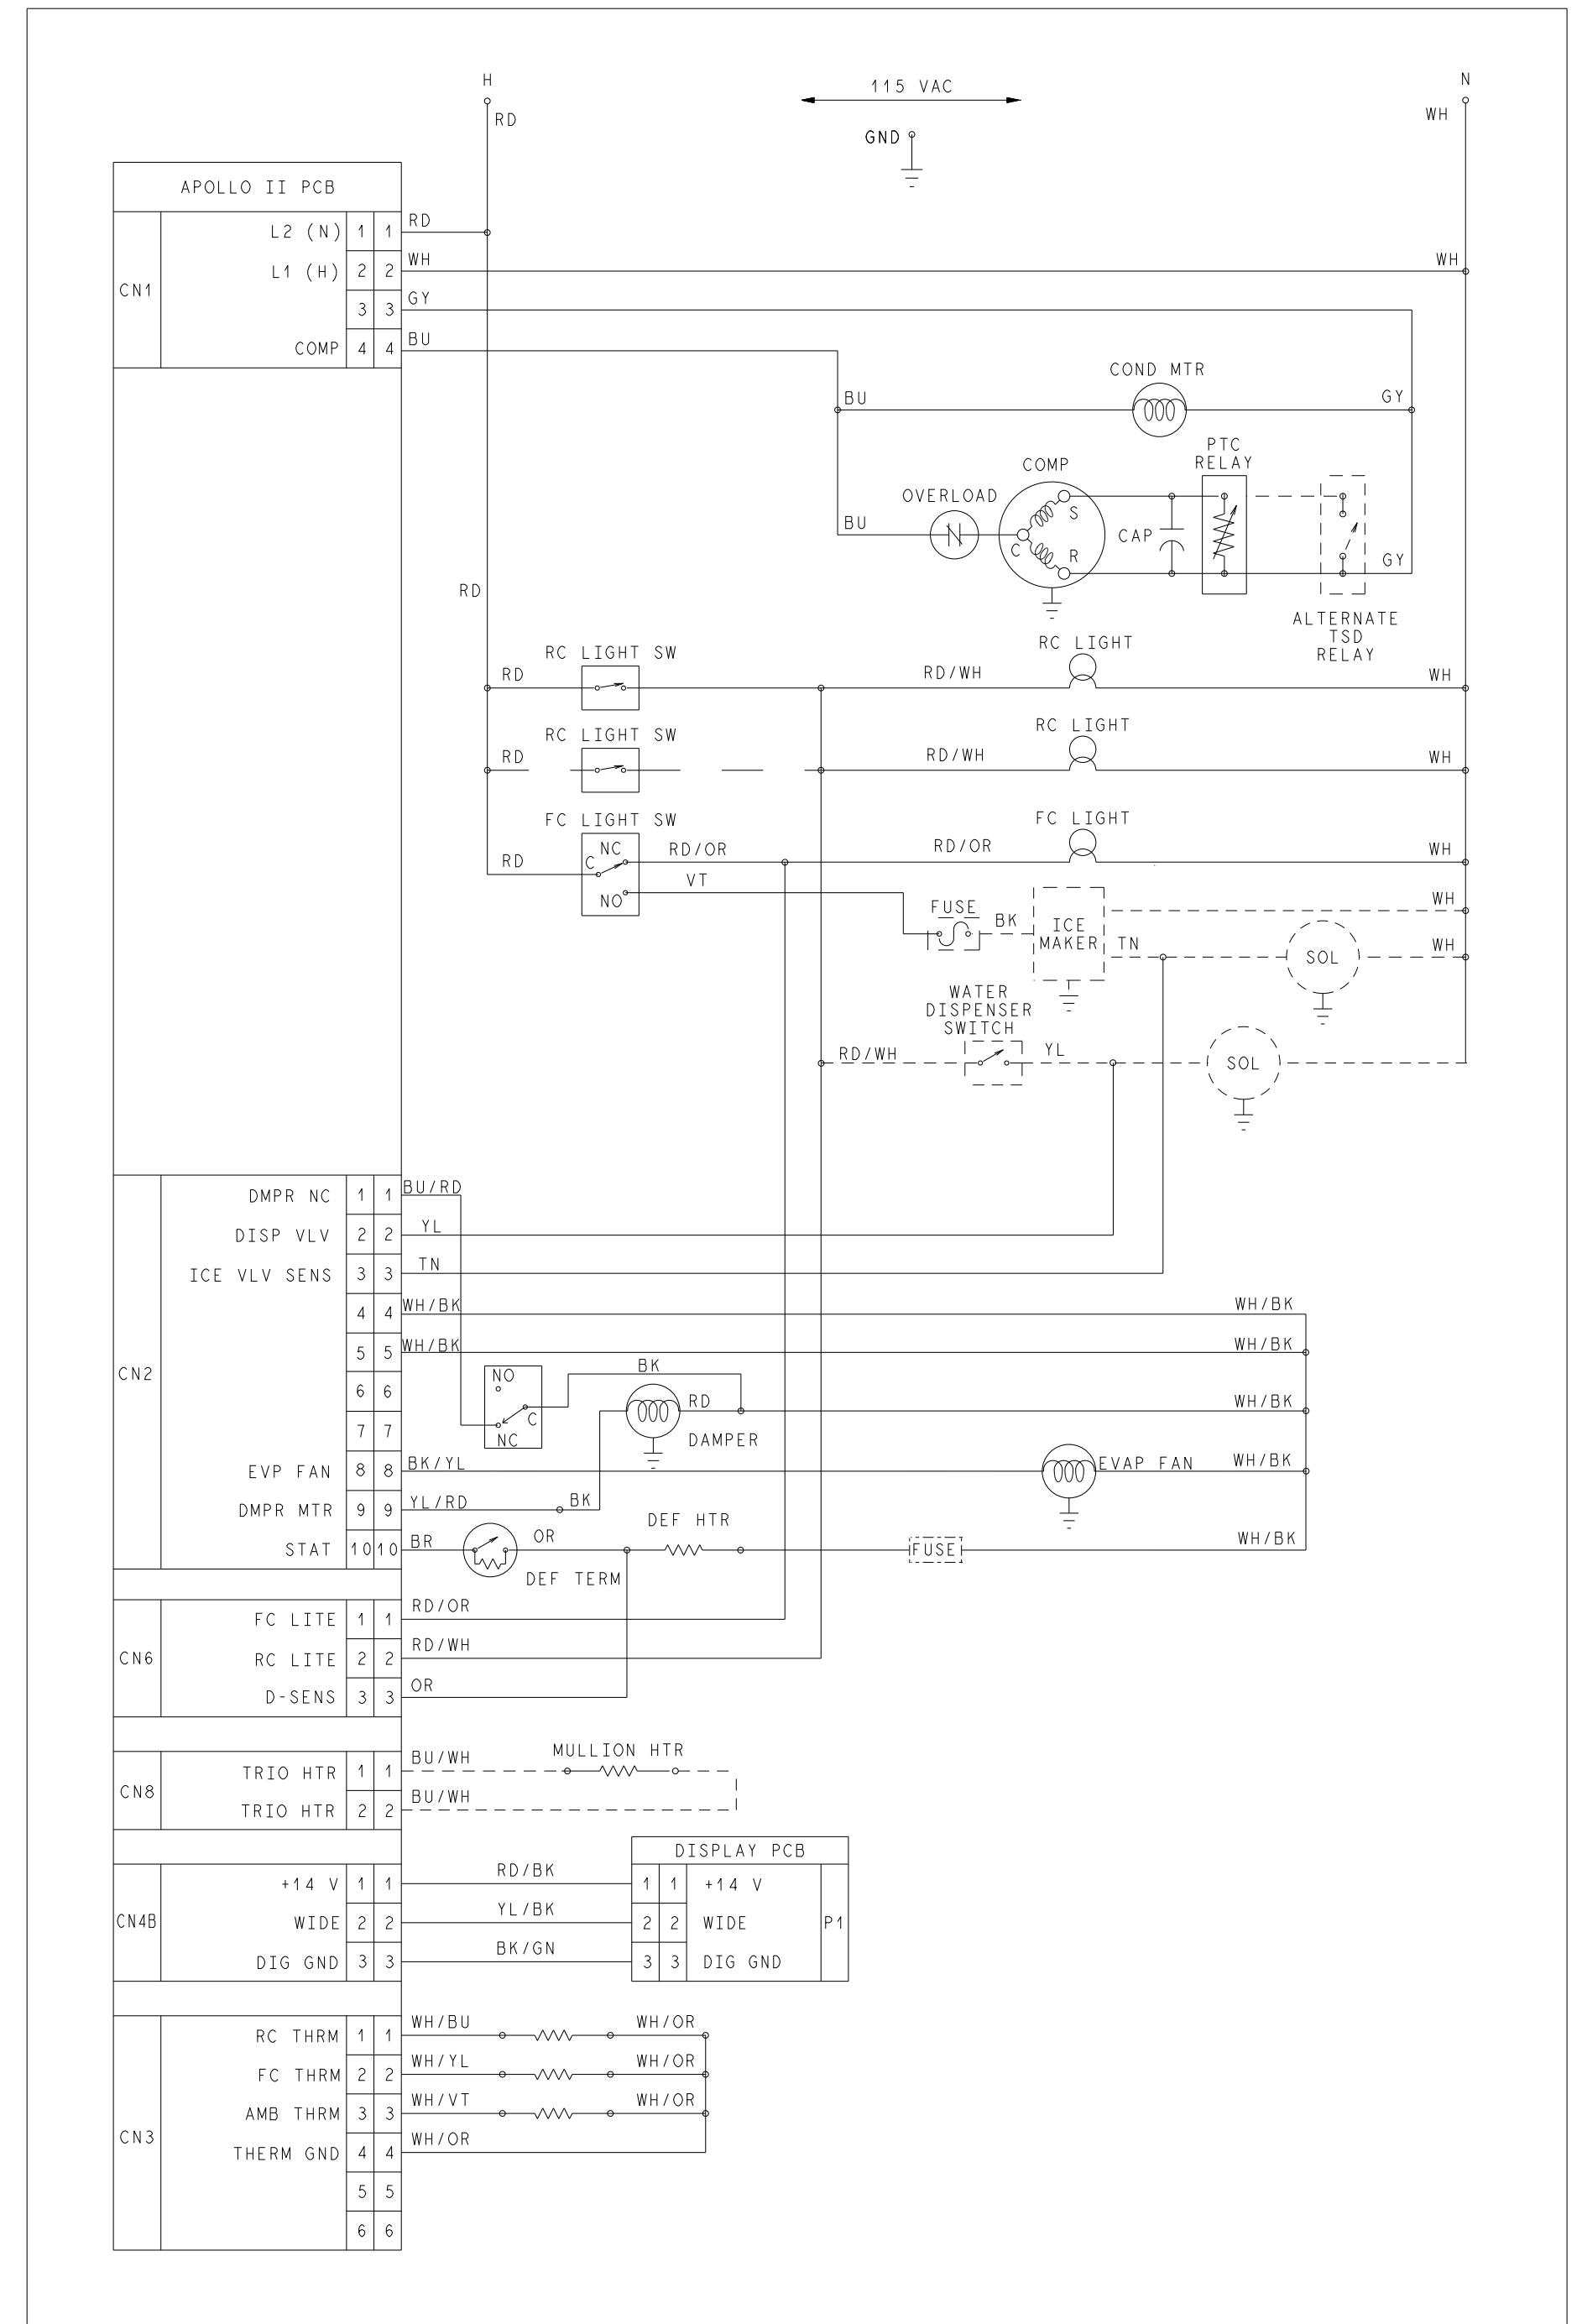 H
115 VAC
N
RD
WH
GND
APOLLO II PCB
CN1
L2 (N) 1 1 RD
L1 (H) 2 2 WH WH
3 3 GY
COMP 4 4 BU
COND MTR
BU GY
PTC
RELAY
COMP
OVERLOAD
S
BU
CAP
C
R
GY
RD
ALTERNATE
TSD
RELAY
RC LIGHT SW
RC LIGHT
RD RD/WH WH
RC LIGHT SW
RC LIGHT
RD RD/WH WH
FC LIGHT SW
FC LIGHT
NC RD/OR RD/OR WH
RD C
VT
NO
FUSE BK ICE
MAKER
WH
TN SOL WH
WATER
DISPENSER
SWITCH
RD/WH YL SOL
CN2
DMPR NC 1 1 BU/RD
DISP VLV 2 2 YL
ICE VLV SENS 3 3 TN
4 4 WH/BK WH/BK
5 5 WH/BK WH/BK
NO BK
6 6 RD WH/BK
C
7 7 NC DAMPER
EVP FAN 8 8 BK/YL EVAP FAN WH/BK
DMPR MTR 9 9 YL/RD BK
DEF HTR
STAT 10 10 BR OR FUSE WH/BK
DEF TERM
CN6
FC LITE 1 1 RD/OR
RC LITE 2 2 RD/WH
D-SENS 3 3 OR
CN8
TRIO HTR 1 1 BU/WH MULLION HTR
TRIO HTR 2 2 BU/WH
DISPLAY PCB
CN4B
+14 V 1 1 RD/BK 1 1 +14 V
WIDE 2 2 YL/BK 2 2 WIDE P1
DIG GND 3 3 BK/GN 3 3 DIG GND
CN3
RC THRM 1 1 WH/BU WH/OR
FC THRM 2 2 WH/YL WH/OR
AMB THRM 3 3 WH/VT WH/OR
THERM GND 4 4 WH/OR
5 5
6 6